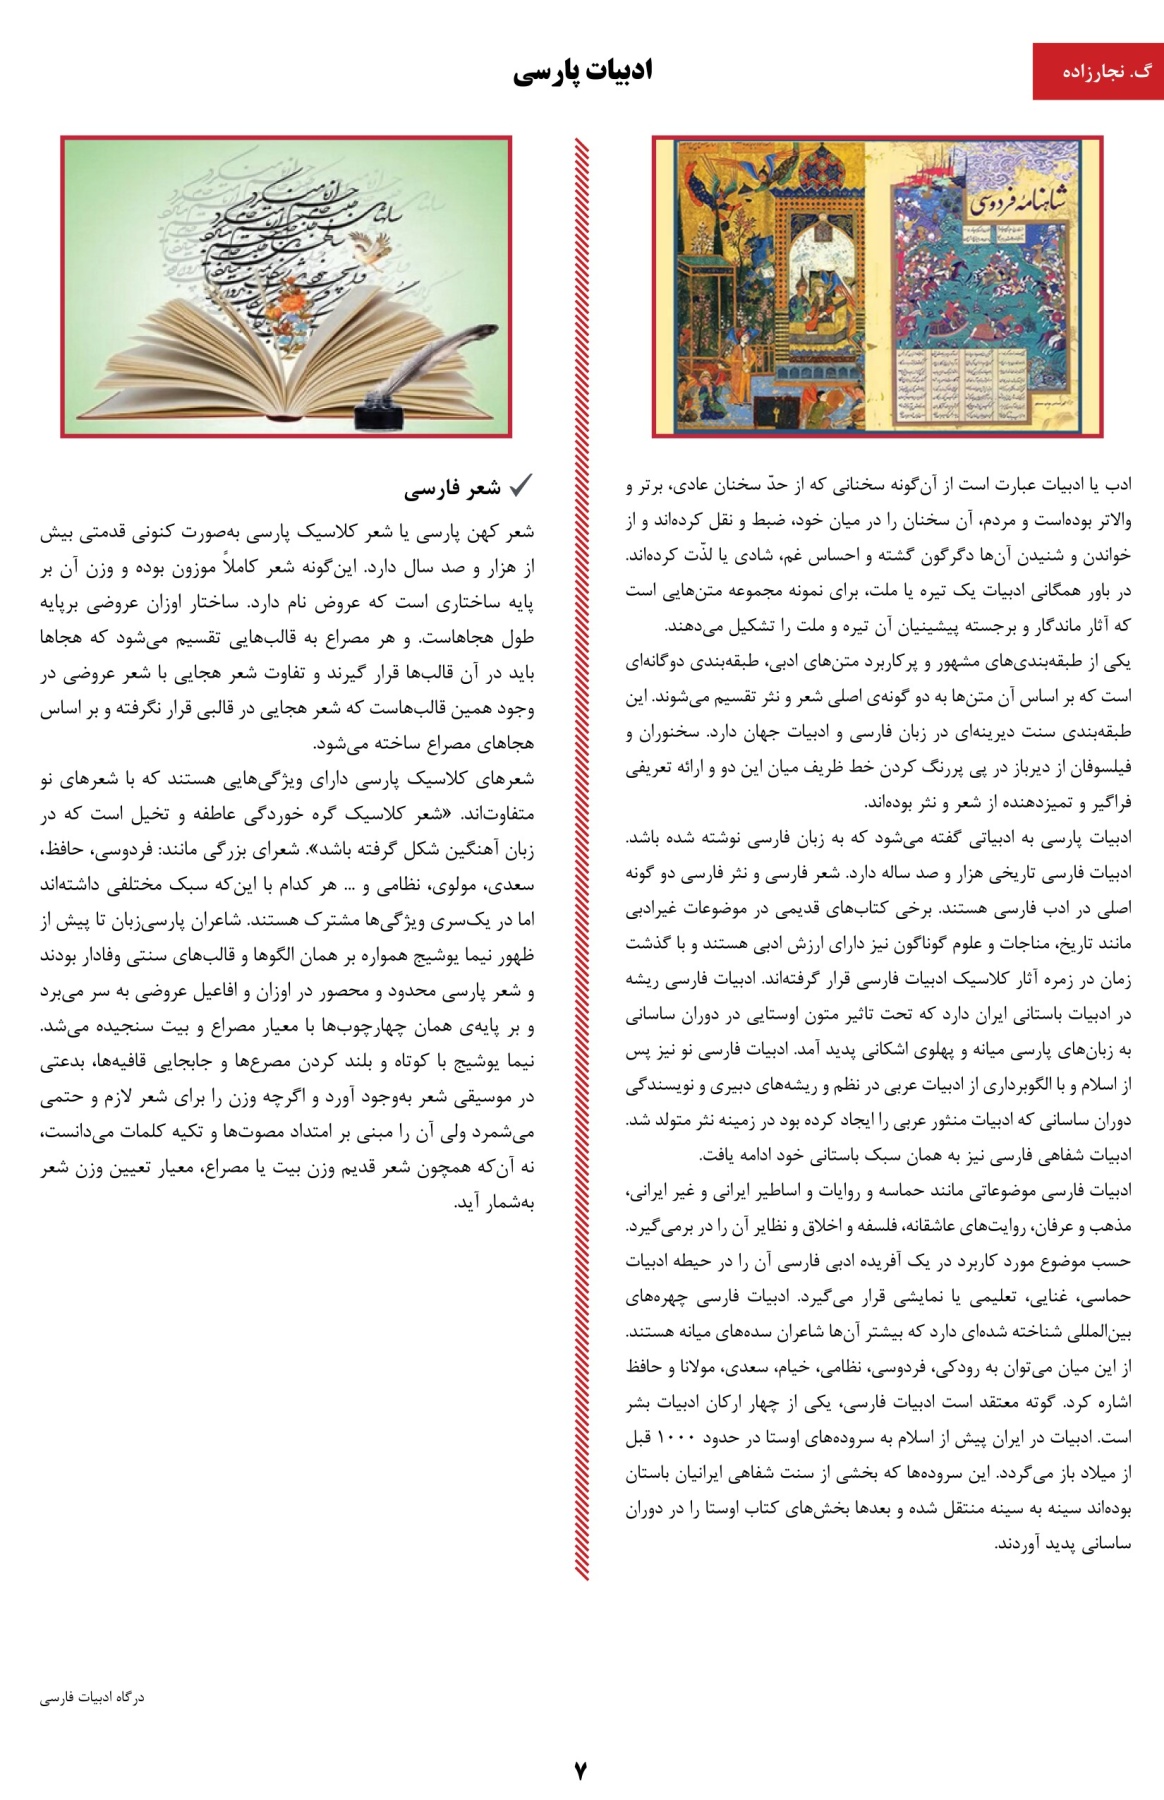 گ. نجارزاده
ادبیات پارسی
شاهنامه فردوسی
ادب یا ادبیات عبارت است از آن‌گونه سخنانی که از حدّ سخنان عادی، برتر و
والاتر بوده‌است و مردم، آن سخنان را در میان خود، ضبط و نقل کرده‌اند و از
خواندن و شنیدن آن‌ها دگرگون گشته و احساس غم، شادی یا لذّت کرده‌اند.
در باور همگانی ادبیات یک تیره یا ملت، برای نمونه مجموعه متن‌هایی است
که آثار ماندگار و برجسته پیشینیان آن تیره و ملت را تشکیل می‌دهند.
یکی از طبقه‌بندی‌های مشهور و پرکاربرد متن‌های ادبی، طبقه‌بندی دوگانه‌ای
است که بر اساس آن متن‌ها به دو گونه‌ی اصلی شعر و نثر تقسیم می‌شوند. این
طبقه‌بندی سنت دیرینه‌ای در زبان فارسی و ادبیات جهان دارد. سخنوران و
فیلسوفان از دیرباز در پی پررنگ کردن خط ظریف میان این دو و ارائه تعریفی
فراگیر و تمیزدهنده از شعر و نثر بوده‌اند.
ادبیات پارسی به ادبیاتی گفته می‌شود که به زبان فارسی نوشته شده باشد.
ادبیات فارسی تاریخی هزار و صد ساله دارد. شعر فارسی و نثر فارسی دو گونه
اصلی در ادب فارسی هستند. برخی کتاب‌های قدیمی در موضوعات غیرادبی
مانند تاریخ، مناجات و علوم گوناگون نیز دارای ارزش ادبی هستند و با گذشت
زمان در زمره آثار کلاسیک ادبیات فارسی قرار گرفته‌اند. ادبیات فارسی ریشه
در ادبیات باستانی ایران دارد که تحت تاثیر متون اوستایی در دوران ساسانی
به زبان‌های پارسی میانه و پهلوی اشکانی پدید آمد. ادبیات فارسی نو نیز پس
از اسلام و با الگوبرداری از ادبیات عربی در نظم و ریشه‌های دبیری و نویسندگی
دوران ساسانی که ادبیات منثور عربی را ایجاد کرده بود در زمینه نثر متولد شد.
ادبیات شفاهی فارسی نیز به همان سبک باستانی خود ادامه یافت.
ادبیات فارسی موضوعاتی مانند حماسه و روایات و اساطیر ایرانی و غیر ایرانی،
مذهب و عرفان، روایت‌های عاشقانه، فلسفه و اخلاق و نظایر آن را در برمی‌گیرد.
حسب موضوع مورد کاربرد در یک آفریده ادبی فارسی آن را در حیطه ادبیات
حماسی، غنایی، تعلیمی یا نمایشی قرار می‌گیرد. ادبیات فارسی چهره‌های
بین‌المللی شناخته شده‌ای دارد که بیشتر آن‌ها شاعران سده‌های میانه هستند.
از این میان می‌توان به رودکی، فردوسی، نظامی، خیام، سعدی، مولانا و حافظ
اشاره کرد. گوته معتقد است ادبیات فارسی، یکی از چهار ارکان ادبیات بشر
است. ادبیات در ایران پیش از اسلام به سروده‌های اوستا در حدود ۱۰۰۰ قبل
از میلاد باز می‌گردد. این سروده‌ها که بخشی از سنت شفاهی ایرانیان باستان
بوده‌اند سینه به سینه منتقل شده و بعدها بخش‌های کتاب اوستا را در دوران
ساسانی پدید آوردند.
✓ شعر فارسی
شعر کهن پارسی یا شعر کلاسیک پارسی به‌صورت کنونی قدمتی بیش
از هزار و صد سال دارد. این‌گونه شعر کاملاً موزون بوده و وزن آن بر
پایه ساختاری است که عروض نام دارد. ساختار اوزان عروضی برپایه
طول هجاهاست. و هر مصراع به قالب‌هایی تقسیم می‌شود که هجاها
باید در آن قالب‌ها قرار گیرند و تفاوت شعر هجایی با شعر عروضی در
وجود همین قالب‌هاست که شعر هجایی در قالبی قرار نگرفته و بر اساس
هجاهای مصراع ساخته می‌شود.
شعرهای کلاسیک پارسی دارای ویژگی‌هایی هستند که با شعرهای نو
متفاوت‌اند. «شعر کلاسیک گره خوردگی عاطفه و تخیل است که در
زبان آهنگین شکل گرفته باشد». شعرای بزرگی مانند: فردوسی، حافظ،
سعدی، مولوی، نظامی و ... هر کدام با این‌که سبک مختلفی داشته‌اند
اما در یک‌سری ویژگی‌ها مشترک هستند. شاعران پارسی‌زبان تا پیش از
ظهور نیما یوشیج همواره بر همان الگوها و قالب‌های سنتی وفادار بودند
و شعر پارسی محدود و محصور در اوزان و افاعیل عروضی به سر می‌برد
و بر پایه‌ی همان چهارچوب‌ها با معیار مصراع و بیت سنجیده می‌شد.
نیما یوشیج با کوتاه و بلند کردن مصرع‌ها و جابجایی قافیه‌ها، بدعتی
در موسیقی شعر به‌وجود آورد و اگرچه وزن را برای شعر لازم و حتمی
می‌شمرد ولی آن را مبنی بر امتداد مصوت‌ها و تکیه کلمات می‌دانست،
نه آن‌که همچون شعر قدیم وزن بیت یا مصراع، معیار تعیین وزن شعر
به‌شمار آید.
درگاه ادبیات فارسی
۷